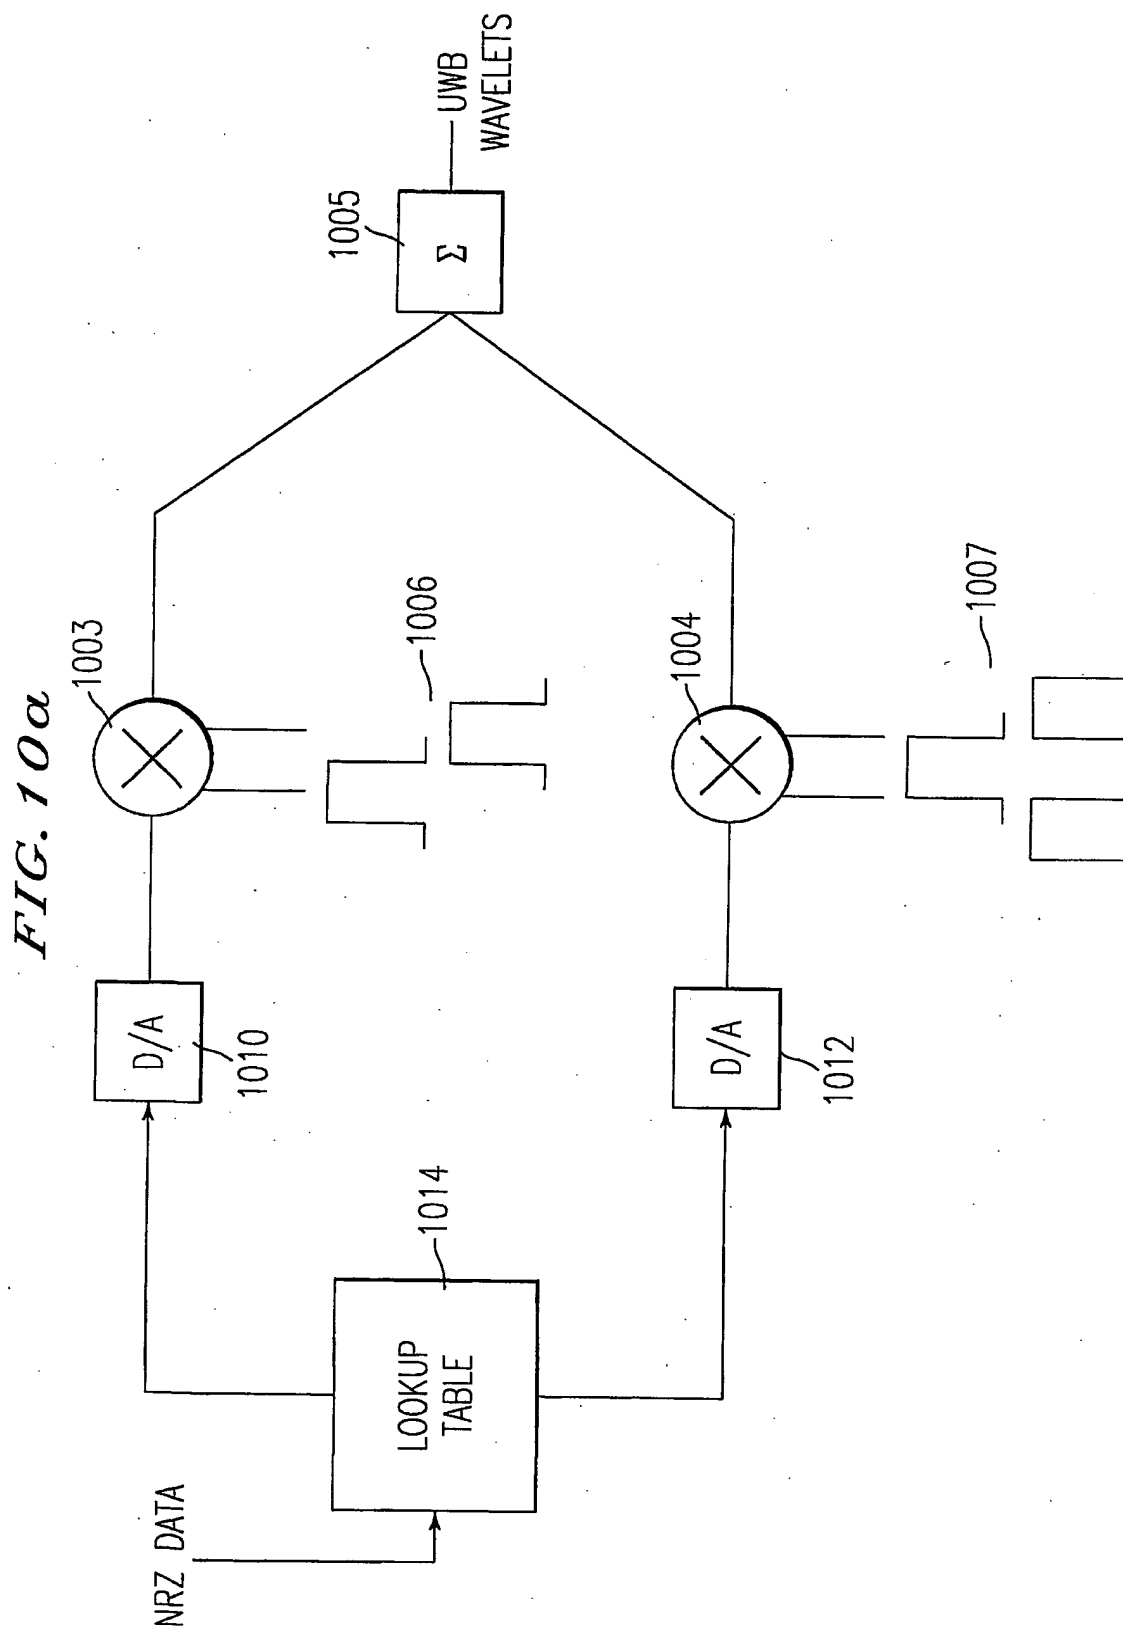 FIG. 10a
NRZ DATA
LOOKUP
TABLE
1014
D/A
1010
D/A
1012
1003
1006
1004
1007
1005
Σ
UWB
WAVELETS